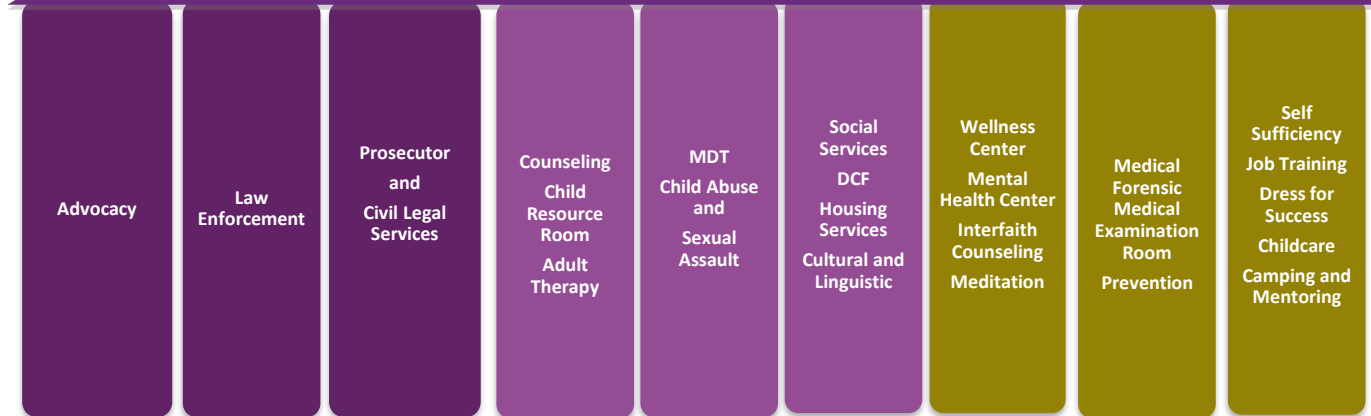 Advocacy
Law
Enforcement
Prosecutor
and
Civil Legal
Services
Counseling
Child
Resource
Room
Adult
Therapy
MDT
Child Abuse
and
Sexual
Assault
Social
Services
DCF
Housing
Services
Cultural and
Linguistic
Wellness
Center
Mental
Health Center
Interfaith
Counseling
Meditation
Medical
Forensic
Medical
Examination
Room
Prevention
Self
Sufficiency
Job Training
Dress for
Success
Childcare
Camping and
Mentoring